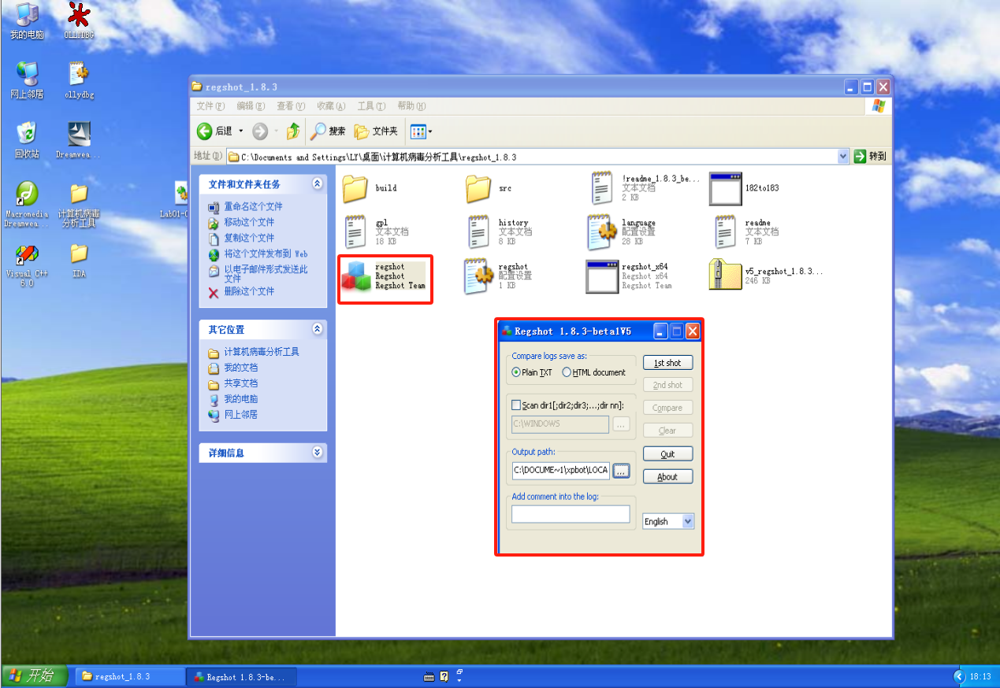 我的电脑
OLLYDBG
网上邻居
ollydbg
回收站
Dreamwea...
Macromedia
Dreamwea...
计算机病毒
分析工具
Lab01-0
Visual C++
6.0
IDA
regshot_1.8.3
文件(F) 编辑(E) 查看(V) 收藏(A) 工具(T) 帮助(H)
后退 搜索 文件夹
地址(D) C:\Documents and Settings\LY\桌面\计算机病毒分析工具\regshot_1.8.3 转到
文件和文件夹任务
重命名这个文件
移动这个文件
复制这个文件
将这个文件发布到 Web
以电子邮件形式发送此
文件
删除这个文件
其它位置
计算机病毒分析工具
我的文档
共享文档
我的电脑
网上邻居
详细信息
build
src
!readme_1.8.3_be...
文本文档
2 KB
182to183
gpl
文本文档
18 KB
history
文本文档
8 KB
language
配置设置
28 KB
readme
文本文档
7 KB
regshot
Regshot
Regshot Team
regshot
配置设置
1 KB
regshot_x64
Regshot x64
Regshot Team
v5_regshot_1.8.3...
246 KB
Regshot 1.8.3-beta1V5
Compare logs save as:
Plain TXT HTML document
1st shot
2nd shot
Scan dir1[;dir2;dir3;...;dir nn]:
C:\WINDOWS ...
Compare
Clear
Output path:
C:\DOCUME~1\xpbot\LOCA ...
Quit
About
Add comment into the log:
English
开始 regshot_1.8.3 Regshot 1.8.3-be... 18:13